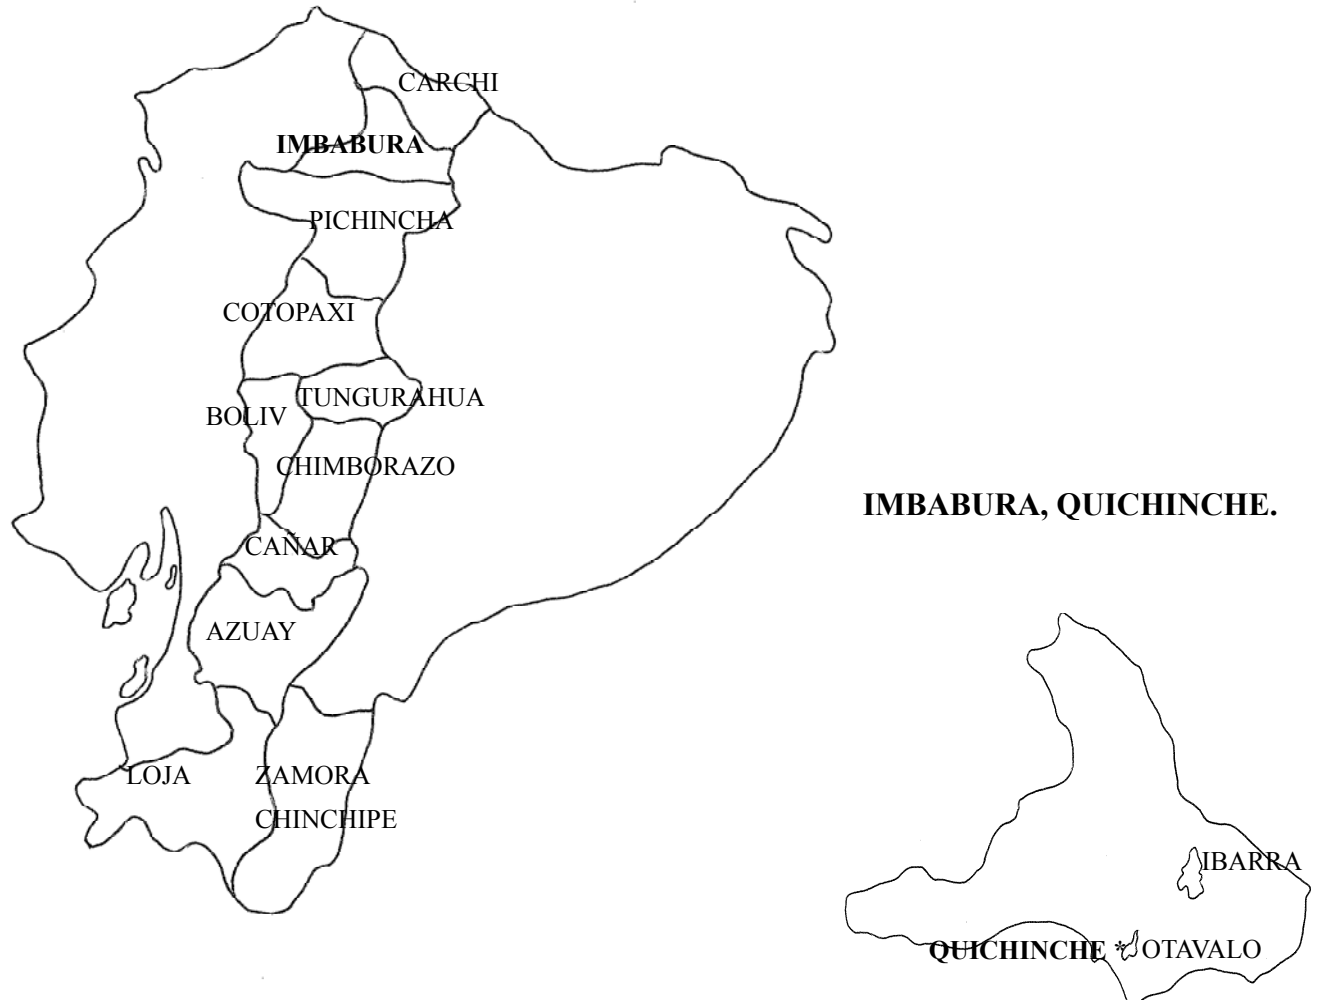 CARCHI
IMBABURA
PICHINCHA
COTOPAXI
TUNGURAHUA
BOLIV
CHIMBORAZO
IMBABURA, QUICHINCHE.
CAÑAR
AZUAY
LOJA
ZAMORA
CHINCHIPE
IBARRA
QUICHINCHE * OTAVALO